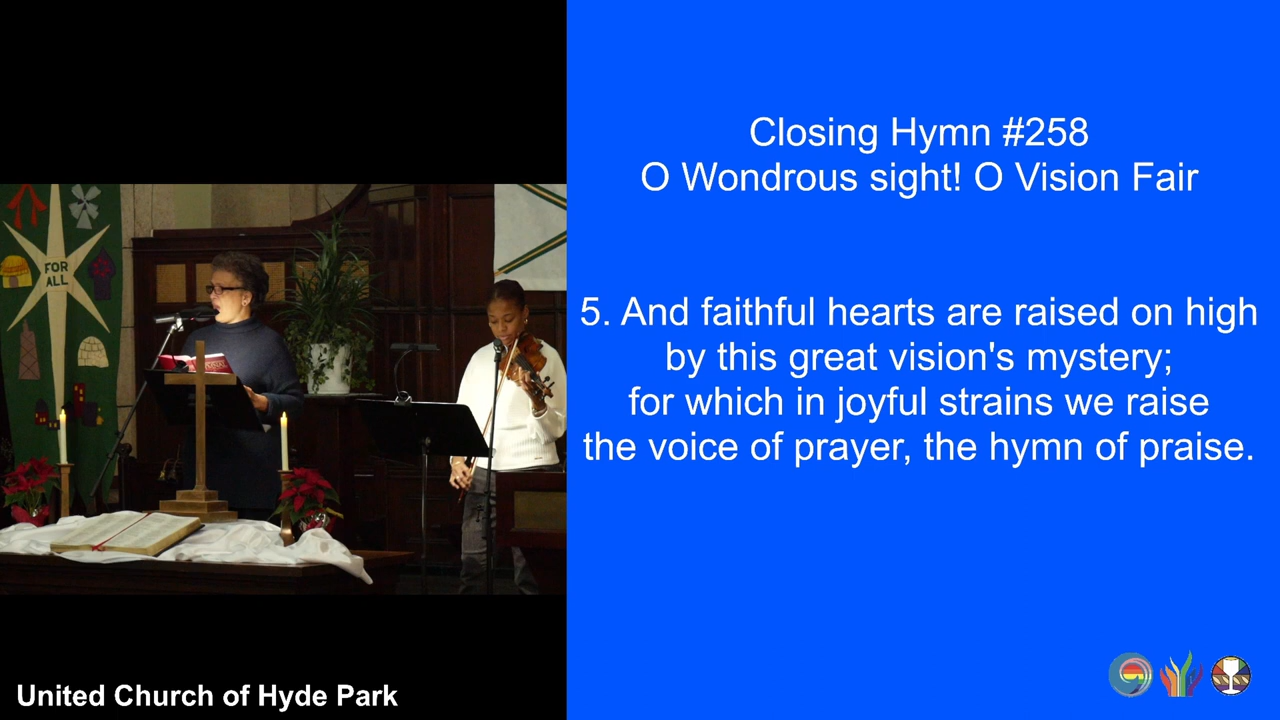 Closing Hymn #258
O Wondrous sight! O Vision Fair
5. And faithful hearts are raised on high
by this great vision's mystery;
for which in joyful strains we raise
the voice of prayer, the hymn of praise.
FOR
ALL
United Church of Hyde Park